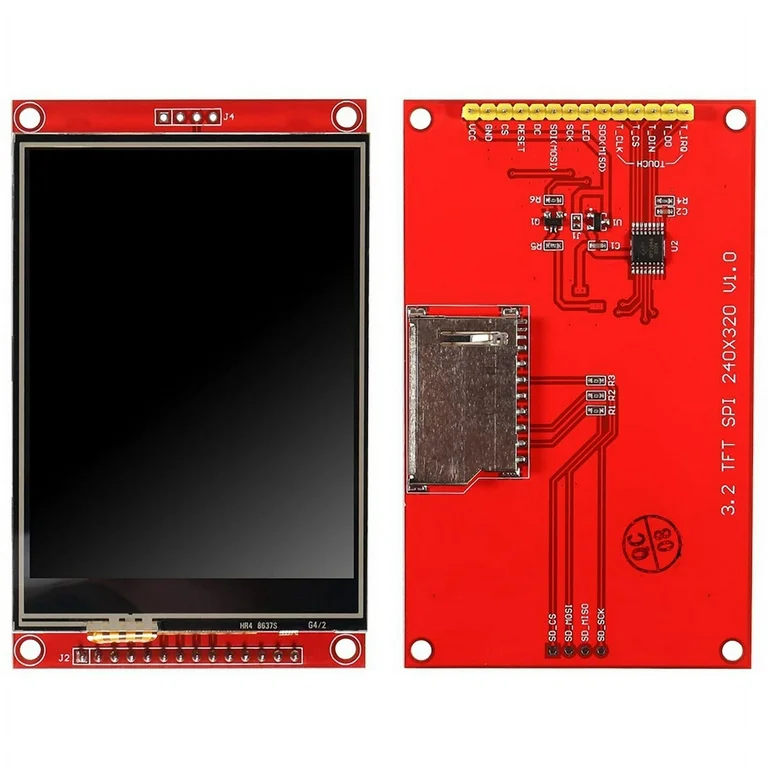 J4
HR4 8637S
G4/2
J2
VCC
GND
CS
RESET
DC
SDI(MOSI)
SCK
LED
SDO(MISO)
T_CLK
T_CS
T_DIN
T_DO
T_IRQ
TOUCH
R6
Q1
R5
J1
U1
C1
R4
C2
U2
R3
R2
R1
3.2 TFT SPI 240X320 V1.0
QC
08
SD_CS
SD_MOSI
SD_MISO
SD_SCK